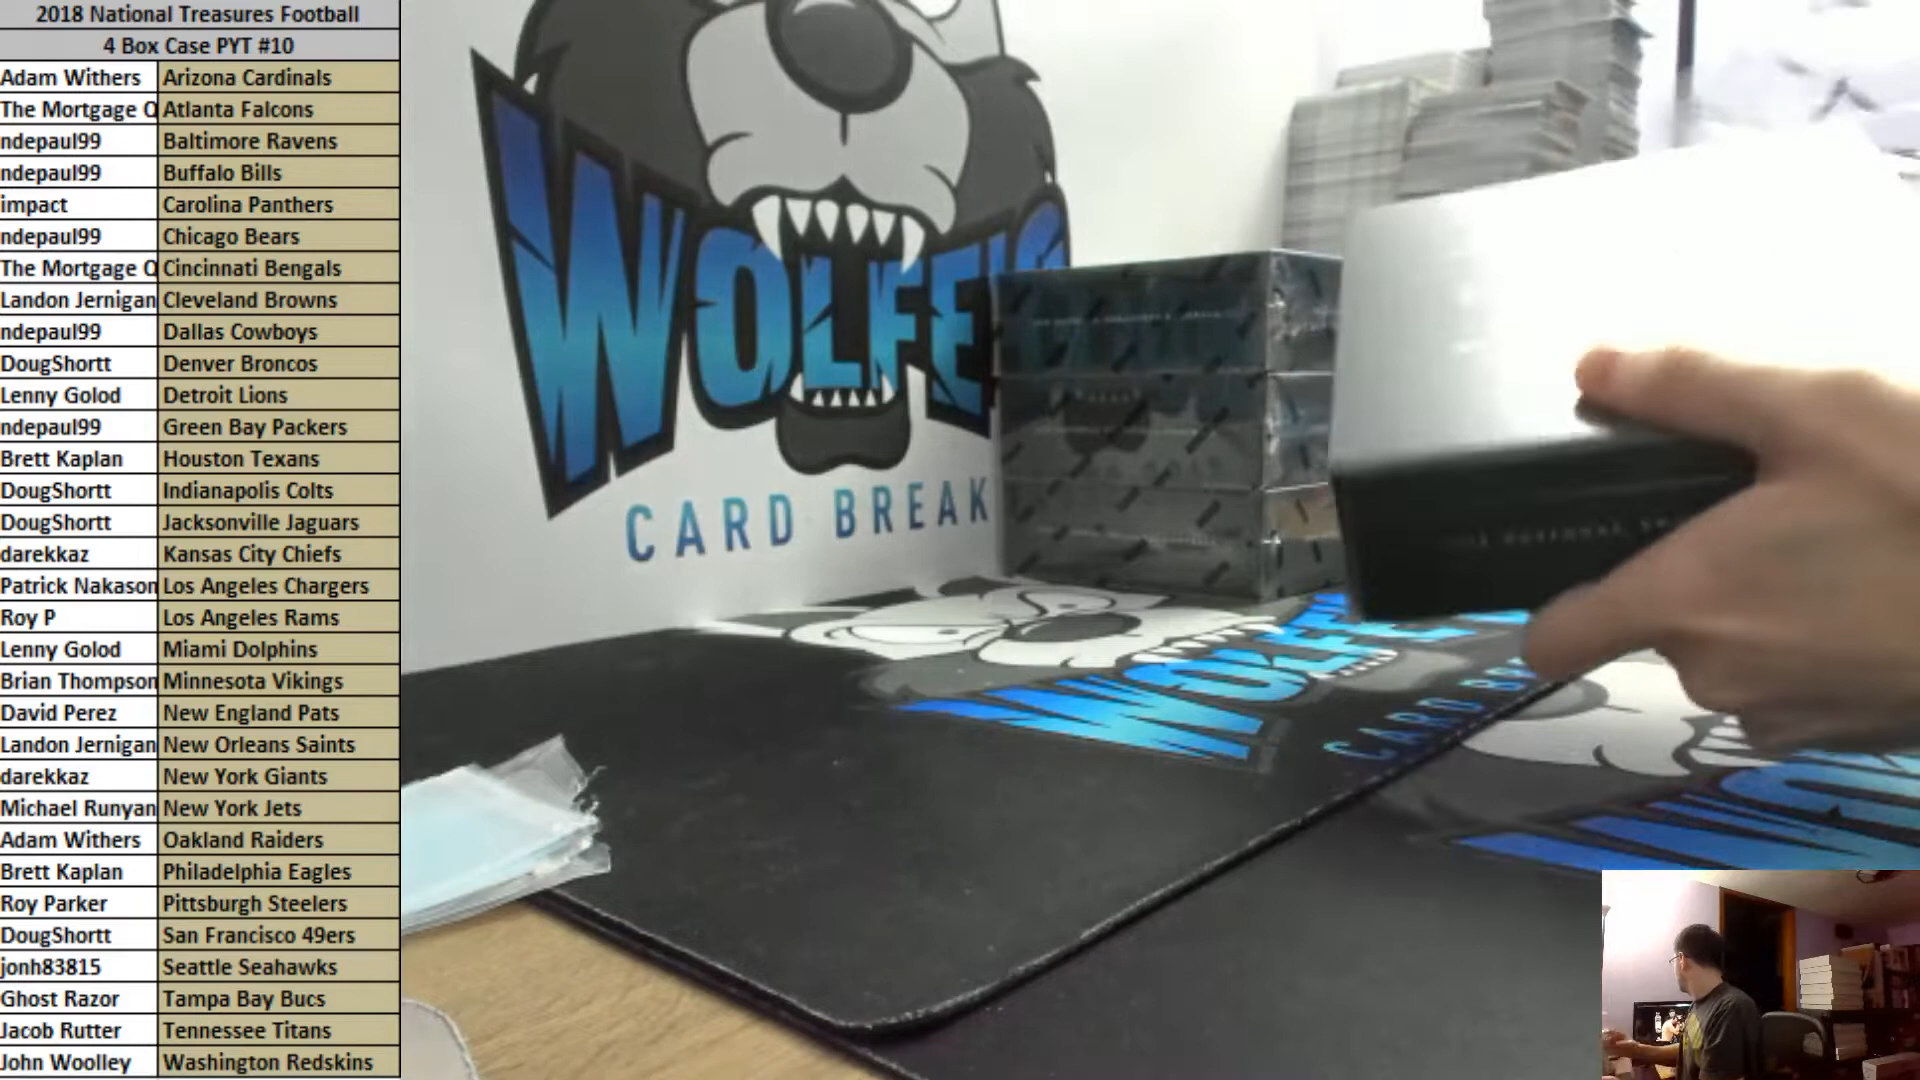 2018 National Treasures Football
4 Box Case PYT #10
Adam Withers Arizona Cardinals
The Mortgage Q Atlanta Falcons
ndepaul99 Baltimore Ravens
ndepaul99 Buffalo Bills
impact Carolina Panthers
ndepaul99 Chicago Bears
The Mortgage Q Cincinnati Bengals
Landon Jernigan Cleveland Browns
ndepaul99 Dallas Cowboys
DougShortt Denver Broncos
Lenny Golod Detroit Lions
ndepaul99 Green Bay Packers
Brett Kaplan Houston Texans
DougShortt Indianapolis Colts
DougShortt Jacksonville Jaguars
darekkaz Kansas City Chiefs
Patrick Nakason Los Angeles Chargers
Roy P Los Angeles Rams
Lenny Golod Miami Dolphins
Brian Thompson Minnesota Vikings
David Perez New England Pats
Landon Jernigan New Orleans Saints
darekkaz New York Giants
Michael Runyan New York Jets
Adam Withers Oakland Raiders
Brett Kaplan Philadelphia Eagles
Roy Parker Pittsburgh Steelers
DougShortt San Francisco 49ers
jonh83815 Seattle Seahawks
Ghost Razor Tampa Bay Bucs
Jacob Rutter Tennessee Titans
John Woolley Washington Redskins
WOLFE'S
CARD BREAK
WOLFE'S
CARD BR